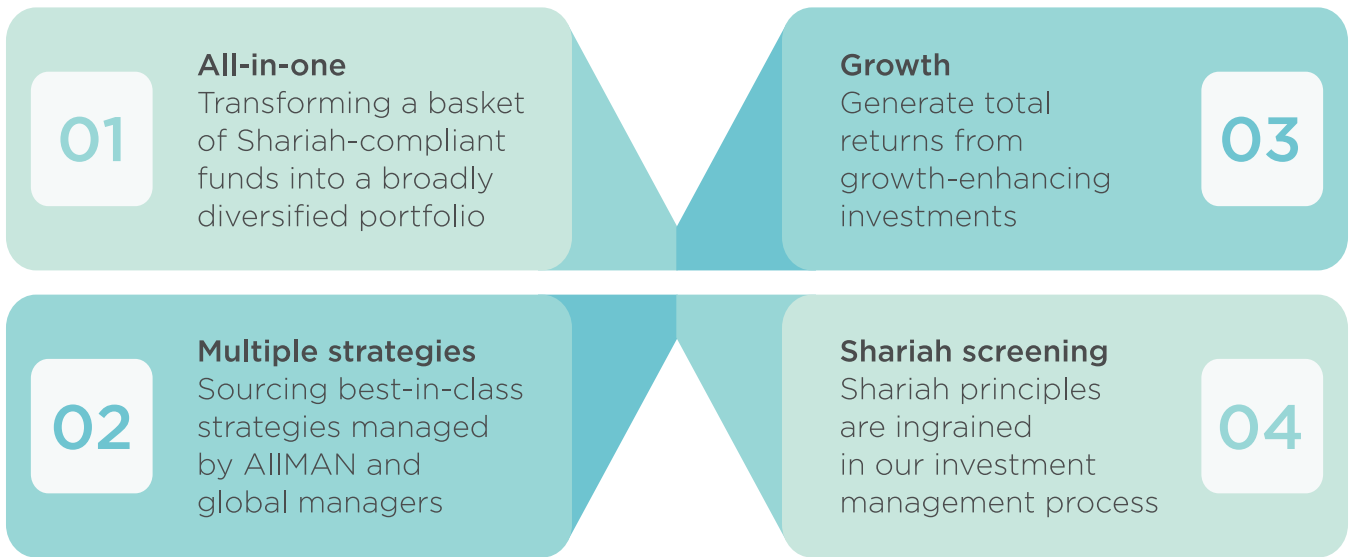 01
All-in-one
Transforming a basket
of Shariah-compliant
funds into a broadly
diversified portfolio
02
Multiple strategies
Sourcing best-in-class
strategies managed
by AIIMAN and
global managers
03
Growth
Generate total
returns from
growth-enhancing
investments
04
Shariah screening
Shariah principles
are ingrained
in our investment
management process